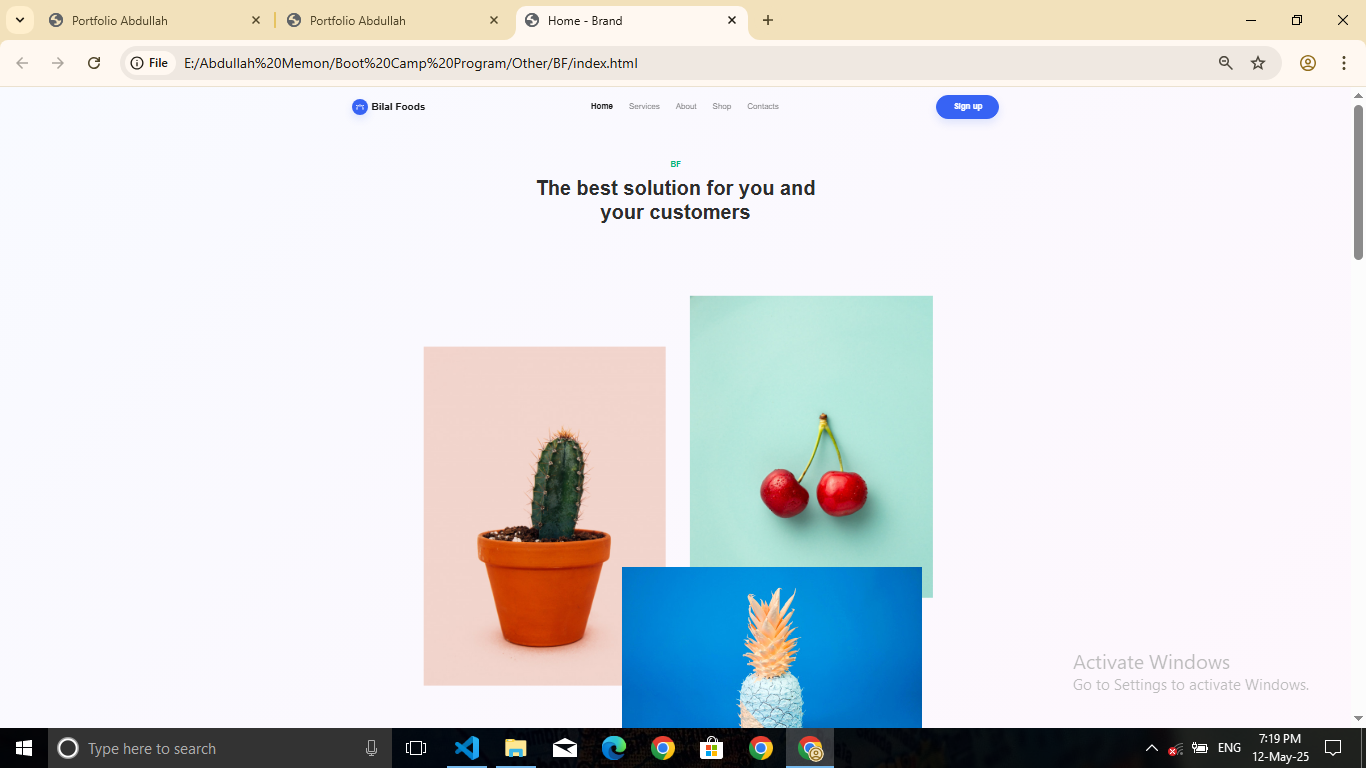 Portfolio Abdullah
Portfolio Abdullah
Home - Brand
File
E:/Abdullah%20Memon/Boot%20Camp%20Program/Other/BF/index.html
Bilal Foods
Home
Services
About
Shop
Contacts
Sign up
BF
The best solution for you and
your customers
Activate Windows
Go to Settings to activate Windows.
Type here to search
ENG
7:19 PM
12-May-25